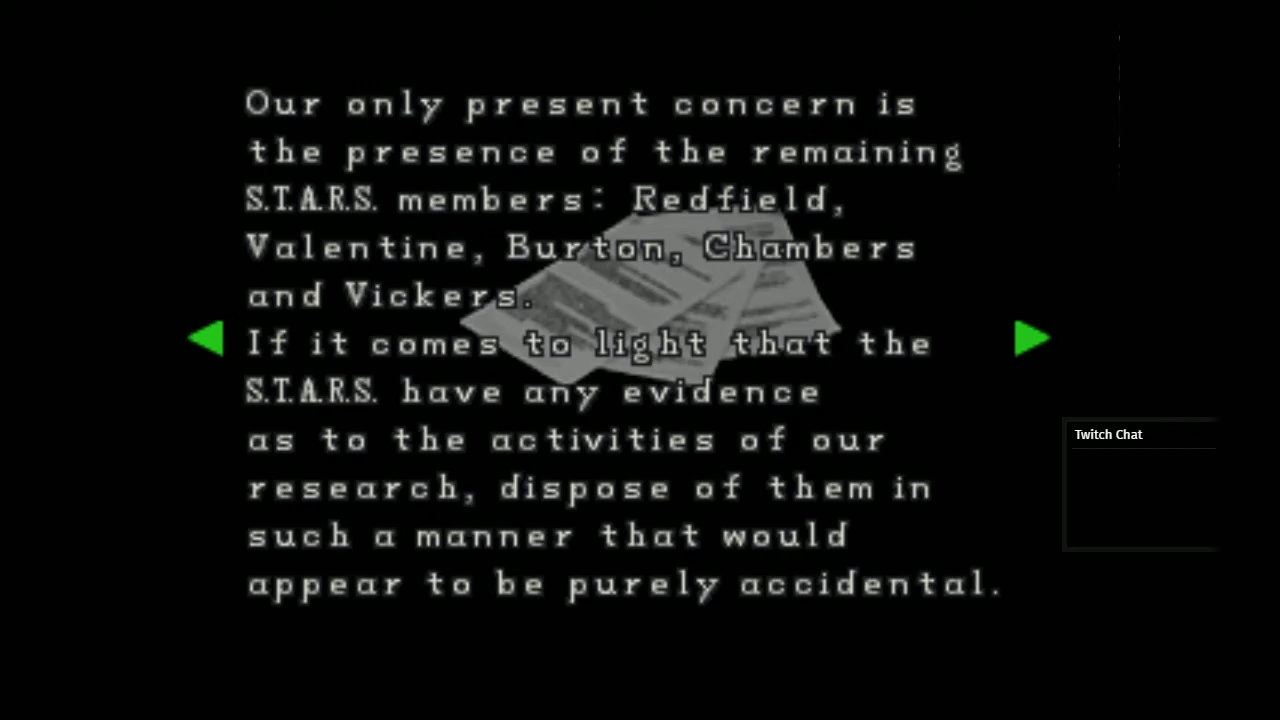 Our only present concern is
the presence of the remaining
S.T.A.R.S. members: Redfield,
Valentine, Burton, Chambers
and Vickers.
If it comes to light that the
S.T.A.R.S. have any evidence
as to the activities of our
research, dispose of them in
such a manner that would
appear to be purely accidental.
Twitch Chat